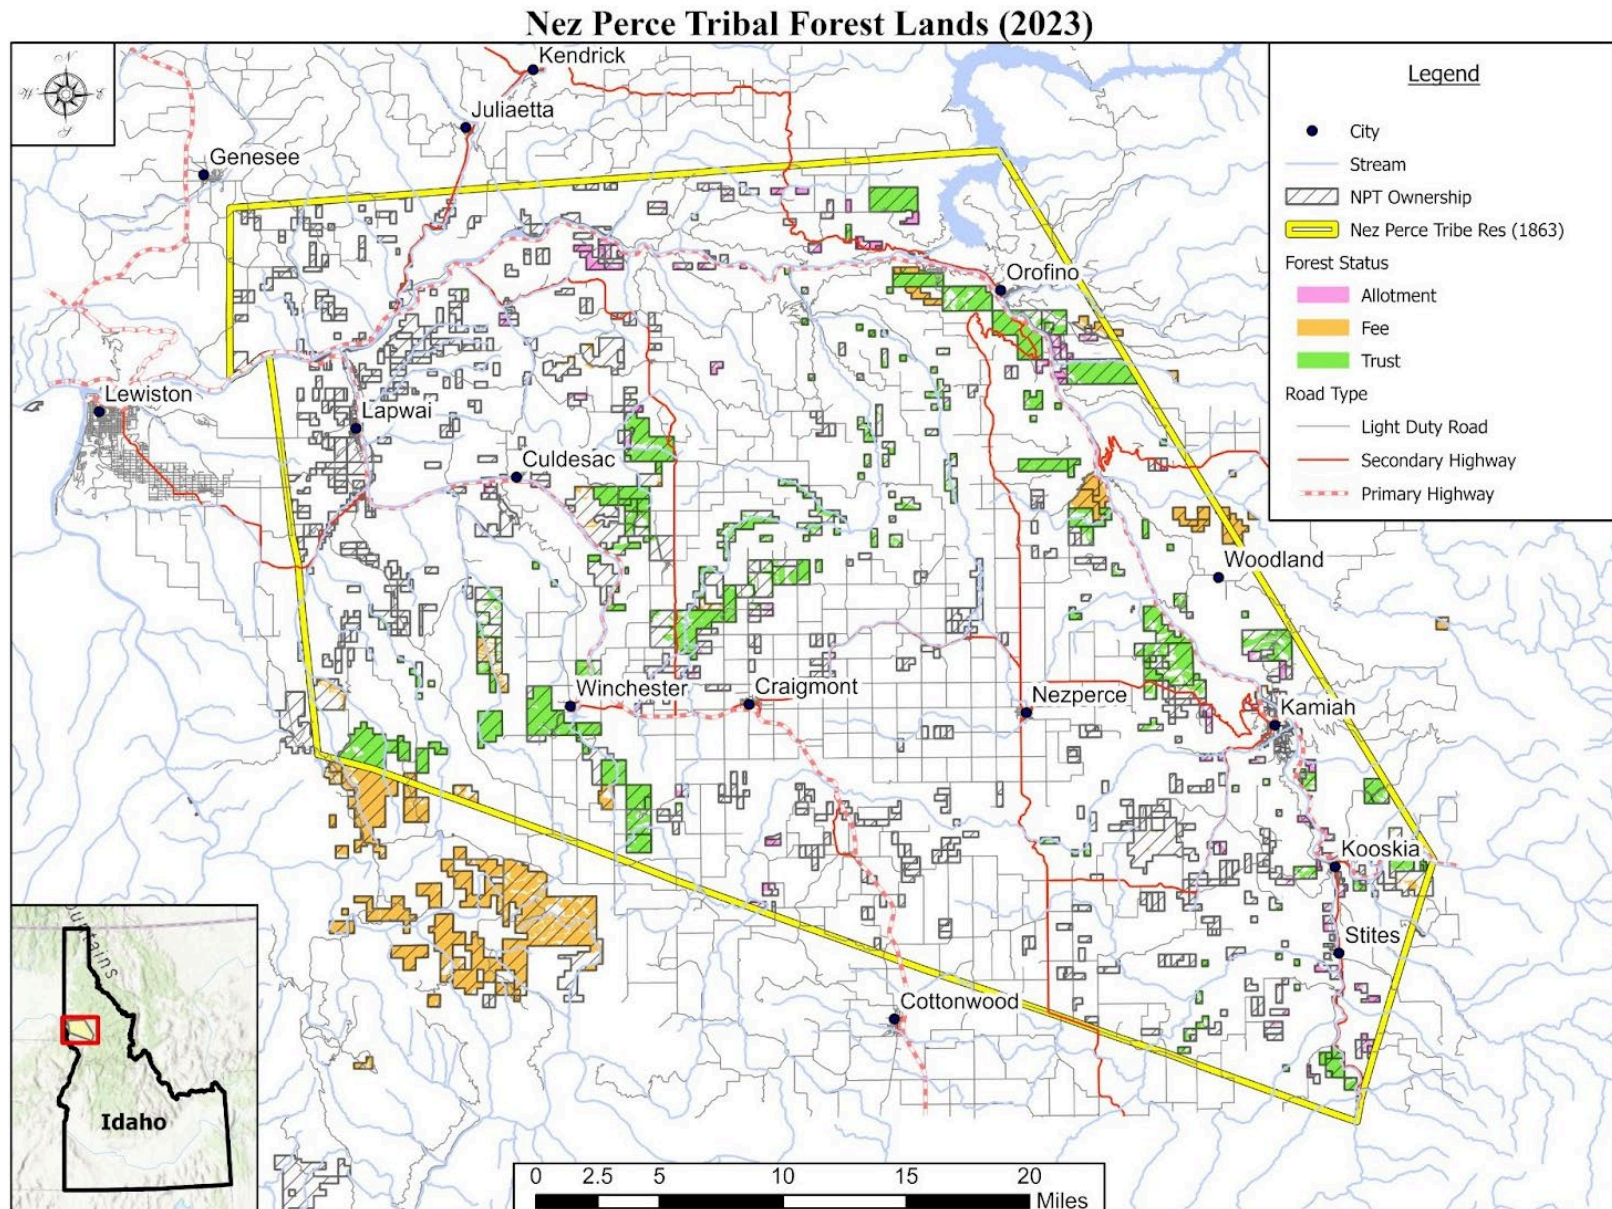 Nez Perce Tribal Forest Lands (2023)
Kendrick
Juliaetta
Genesee
Orofino
Lewiston
Lapwai
Culdesac
Woodland
Winchester
Craigmont
Nezperce
Kamiah
Kooskia
Stites
Cottonwood
Legend
City
Stream
NPT Ownership
Nez Perce Tribe Res (1863)
Forest Status
Allotment
Fee
Trust
Road Type
Light Duty Road
Secondary Highway
Primary Highway
ountains
Idaho
0 2.5 5 10 15 20
Miles